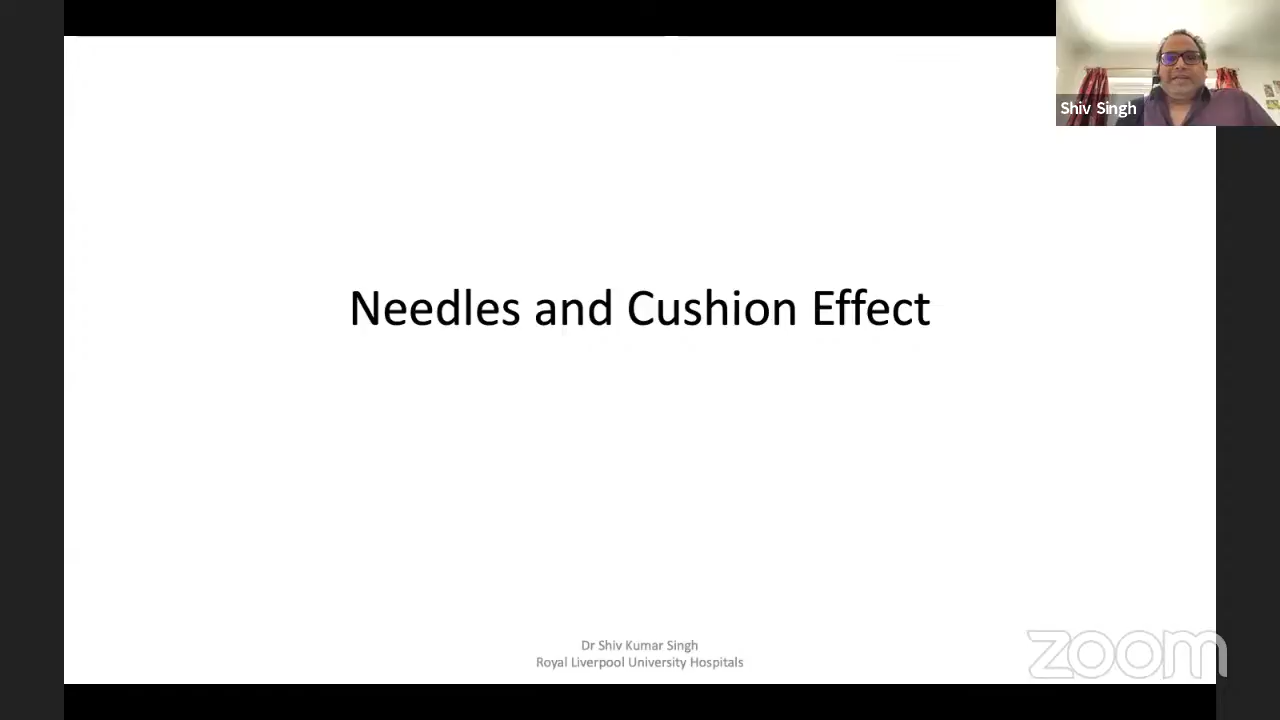 Shiv Singh
Needles and Cushion Effect
Dr Shiv Kumar Singh
Royal Liverpool University Hospitals
zoom